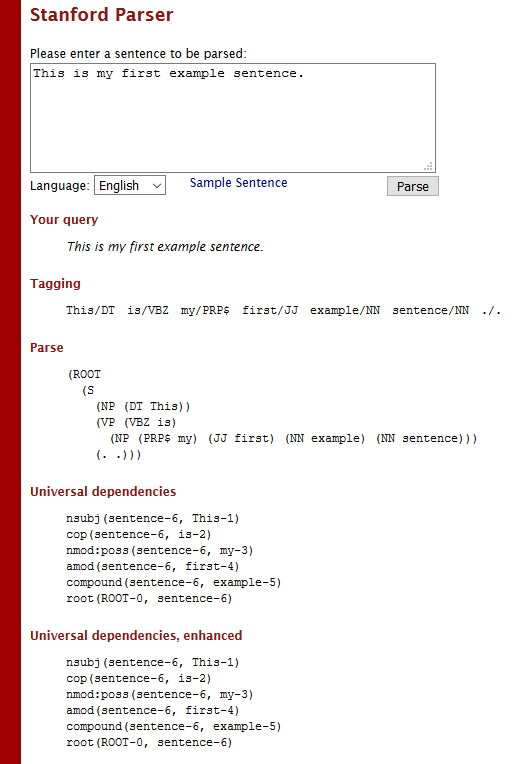 Stanford Parser
Please enter a sentence to be parsed:
This is my first example sentence.
Language: English Sample Sentence Parse
Your query
This is my first example sentence.
Tagging
This/DT is/VBZ my/PRP$ first/JJ example/NN sentence/NN ./.
Parse
(ROOT
(S
(NP (DT This))
(VP (VBZ is)
(NP (PRP$ my) (JJ first) (NN example) (NN sentence)))
(. .)))
Universal dependencies
nsubj(sentence-6, This-1)
cop(sentence-6, is-2)
nmod:poss(sentence-6, my-3)
amod(sentence-6, first-4)
compound(sentence-6, example-5)
root(ROOT-0, sentence-6)
Universal dependencies, enhanced
nsubj(sentence-6, This-1)
cop(sentence-6, is-2)
nmod:poss(sentence-6, my-3)
amod(sentence-6, first-4)
compound(sentence-6, example-5)
root(ROOT-0, sentence-6)